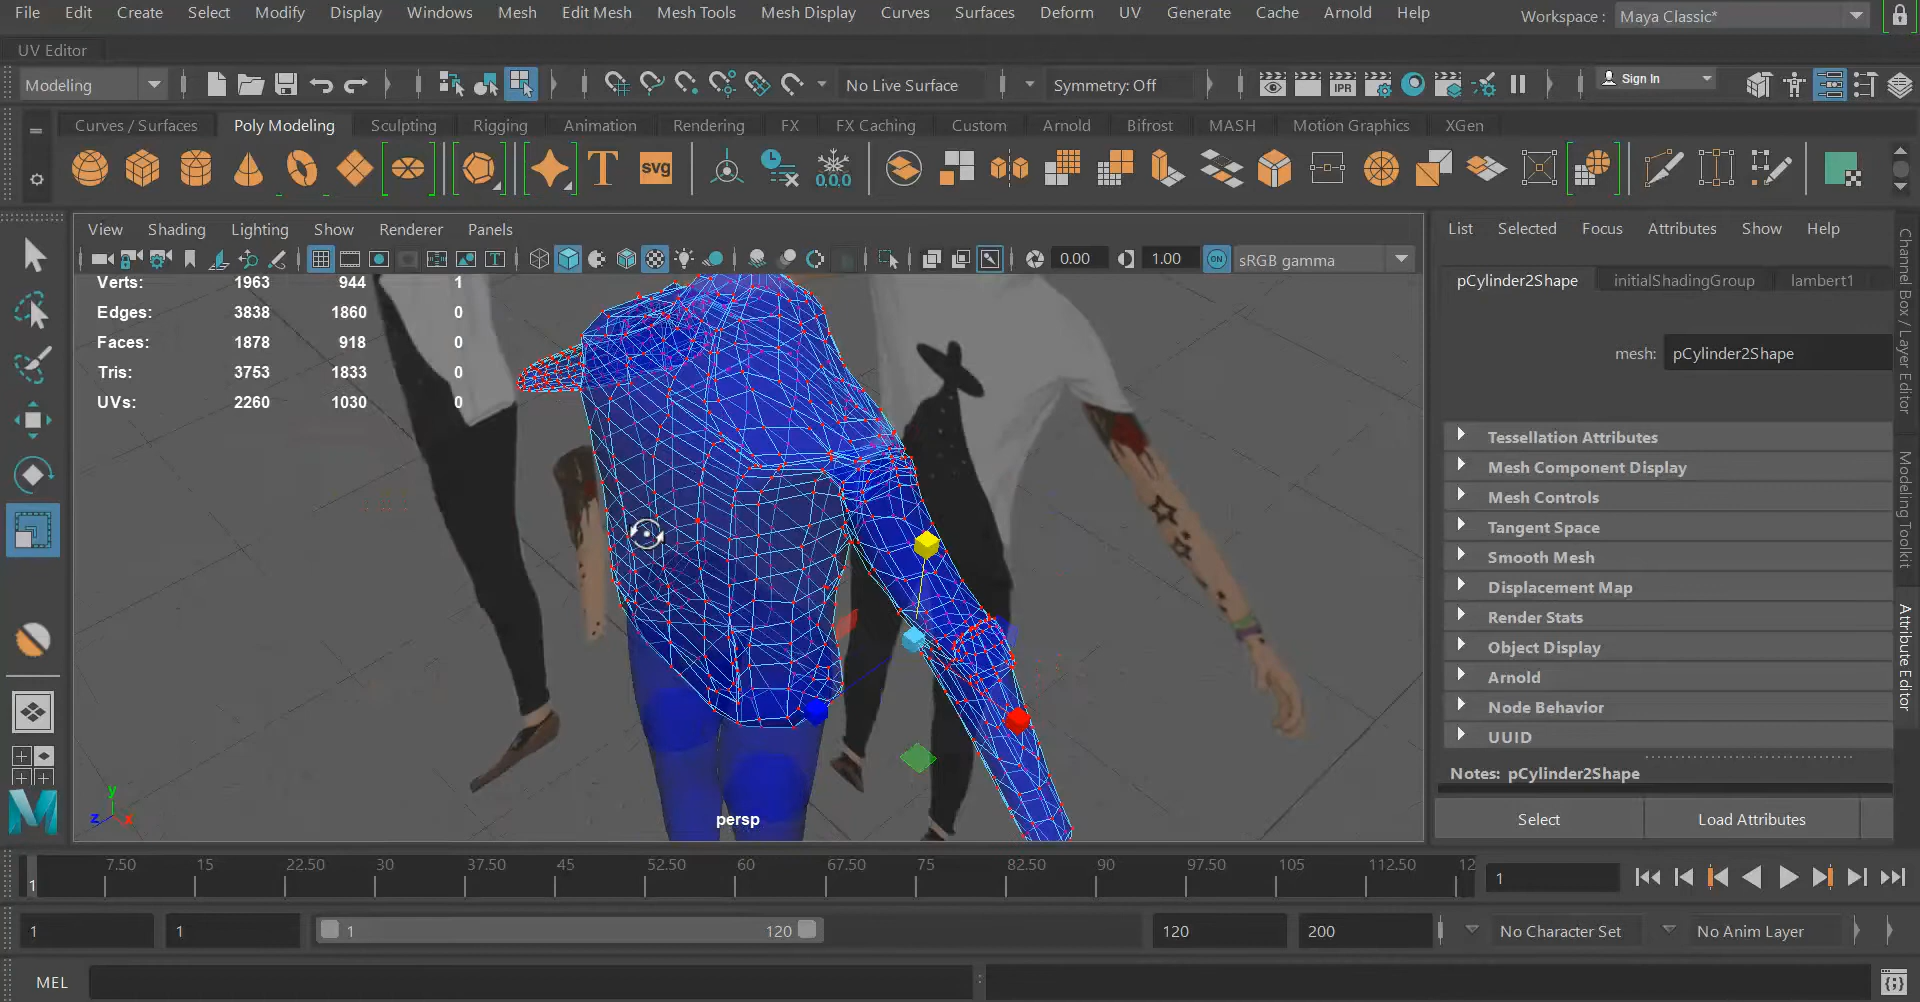 File Edit Create Select Modify Display Windows Mesh Edit Mesh Mesh Tools Mesh Display Curves Surfaces Deform UV Generate Cache Arnold Help Workspace : Maya Classic*
UV Editor
Modeling No Live Surface Symmetry: Off IPR Sign In
Curves / Surfaces Poly Modeling Sculpting Rigging Animation Rendering FX FX Caching Custom Arnold Bifrost MASH Motion Graphics XGen
T svg 0,0,0
View Shading Lighting Show Renderer Panels
0.00 1.00 ON sRGB gamma
Verts: 1963 944 1
Edges: 3838 1860 0
Faces: 1878 918 0
Tris: 3753 1833 0
UVs: 2260 1030 0
y
z x
persp
List Selected Focus Attributes Show Help
pCylinder2Shape initialShadingGroup lambert1
mesh: pCylinder2Shape
Tessellation Attributes
Mesh Component Display
Mesh Controls
Tangent Space
Smooth Mesh
Displacement Map
Render Stats
Object Display
Arnold
Node Behavior
UUID
Notes: pCylinder2Shape
Select Load Attributes
Channel Box / Layer Editor
Modeling Toolkit
Attribute Editor
1 7.50 15 22.50 30 37.50 45 52.50 60 67.50 75 82.50 90 97.50 105 112.50 12 1
1 1 1 120 120 200 No Character Set No Anim Layer
MEL